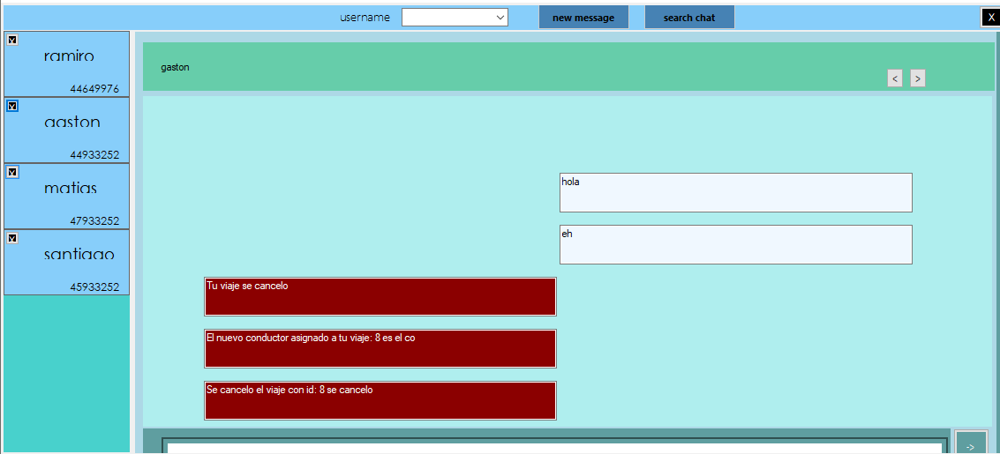 username
new message
search chat
X
ramiro
44649976
gaston
44933252
matias
47933252
santiago
45933252
gaston
<
>
hola
eh
Tu viaje se cancelo
El nuevo conductor asignado a tu viaje: 8 es el co
Se cancelo el viaje con id: 8 se cancelo
->